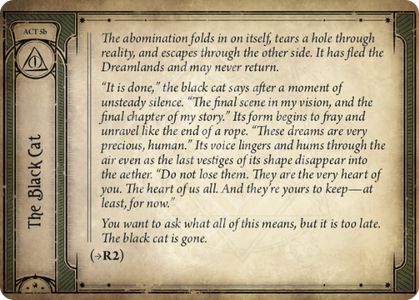 ACT 5b
1
The Black Cat
The abomination folds in on itself, tears a hole through
reality, and escapes through the other side. It has fled the
Dreamlands and may never return.
“It is done,” the black cat says after a moment of
unsteady silence. “The final scene in my vision, and the
final chapter of my story.” Its form begins to fray and
unravel like the end of a rope. “These dreams are very
precious, human.” Its voice lingers and hums through the
air even as the last vestiges of its shape disappear into
the aether. “Do not lose them. They are the very heart of
you. The heart of us all. And they’re yours to keep—at
least, for now.”
You want to ask what all of this means, but it is too late.
The black cat is gone.
(→R2)